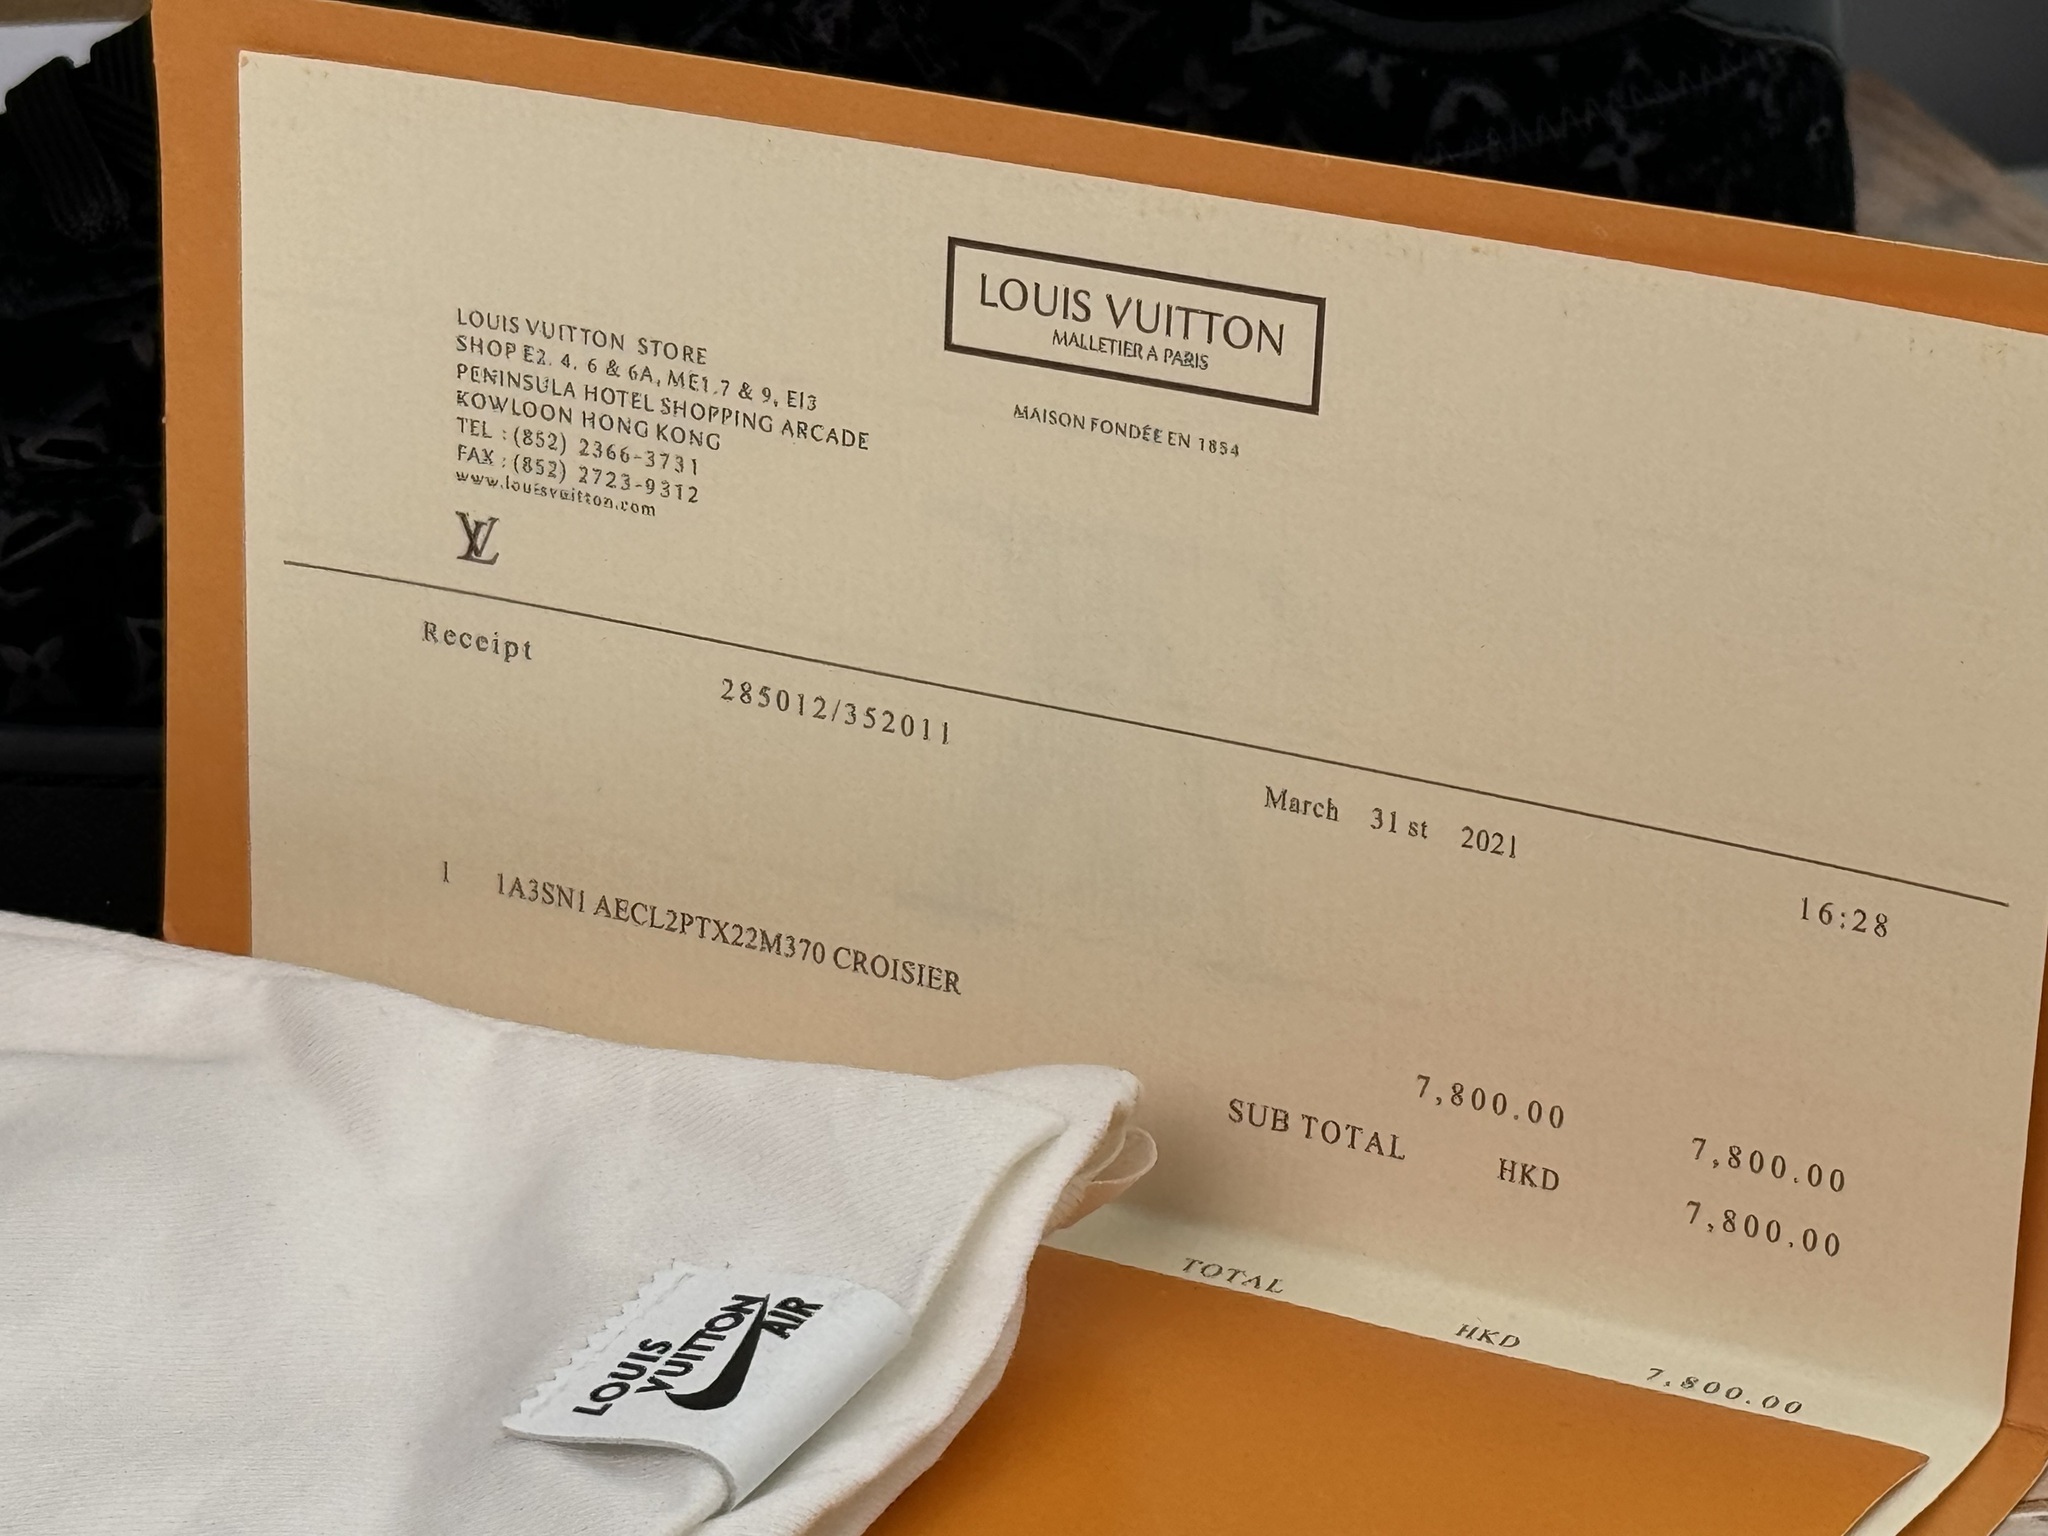 LOUIS VUITTON STORE
SHOP E2. 4. 6 & 6A, ME1.7 & 9, EI3
PENINSULA HOTEL SHOPPING ARCADE
KOWLOON HONG KONG
TEL : (852) 2366-3731
FAX : (852) 2723-9312
www.louisvuitton.com
LV
LOUIS VUITTON
MALLETIER A PARIS
MAISON FONDÉE EN 1854
Receipt
285012/352011
March 31 st 2021
16:28
1 1A3SN1 AECL2PTX22M370 CROISIER
7,800.00 7,800.00
SUB TOTAL HKD 7,800.00
TOTAL HKD 7,800.00
LOUIS
VUITTON
AIR